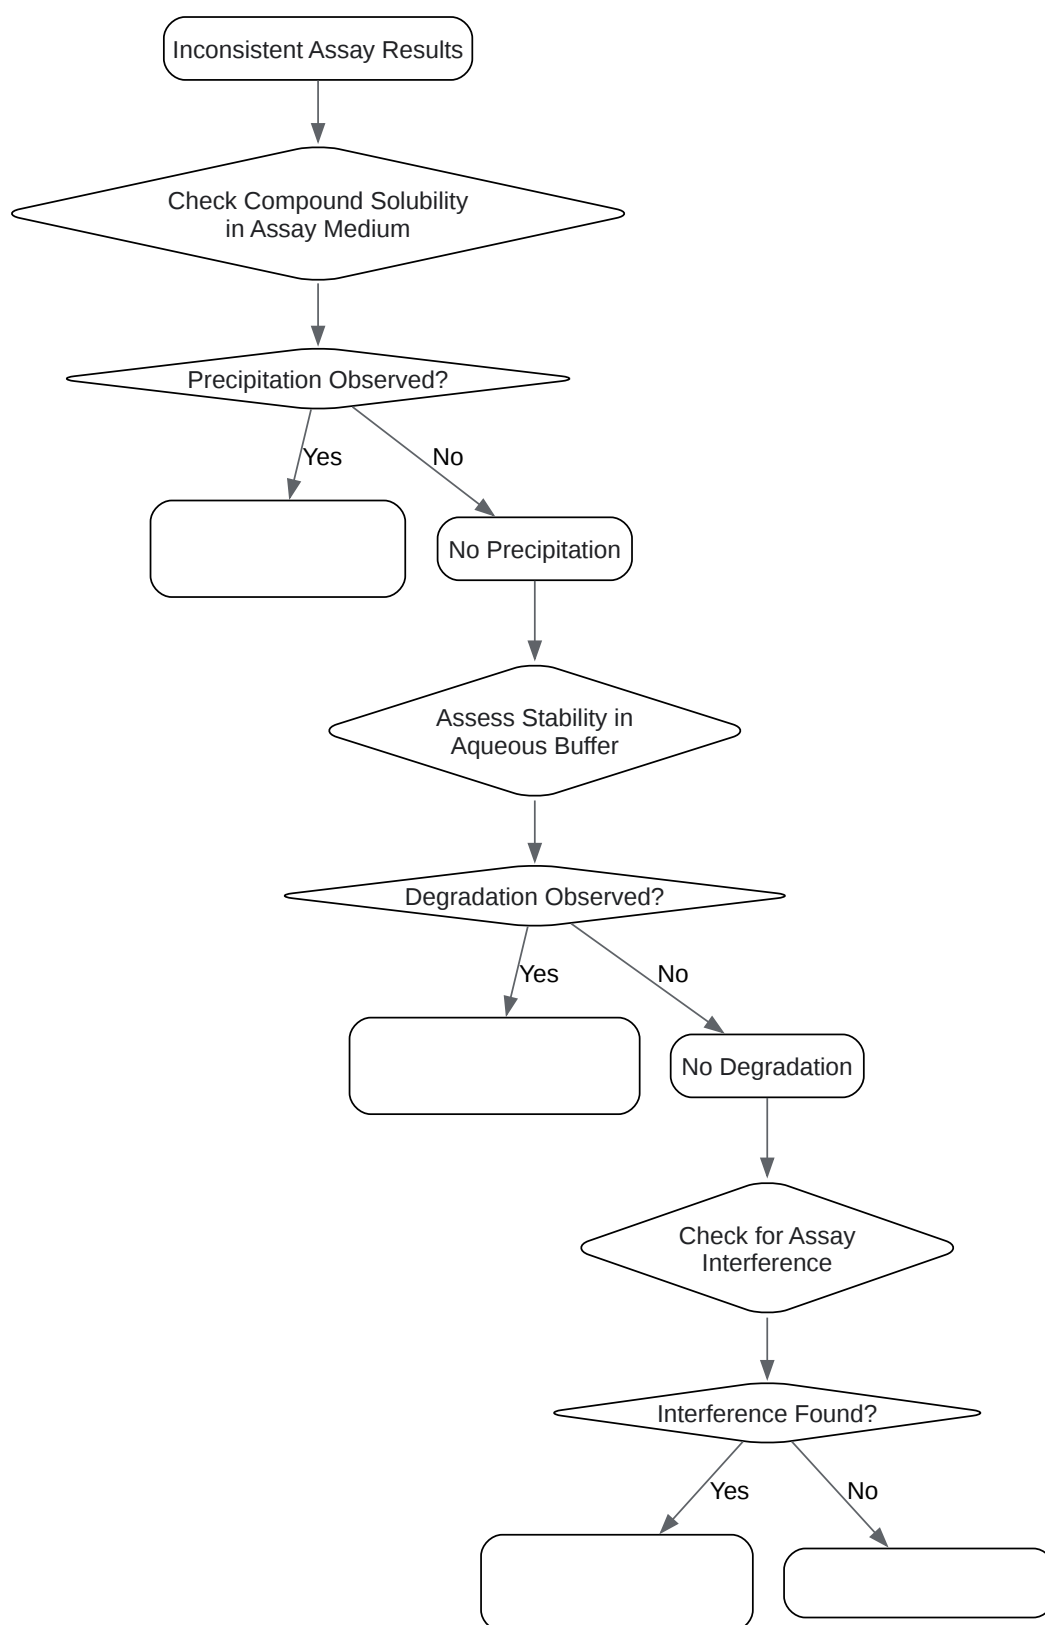 Inconsistent Assay Results
Check Compound Solubility
in Assay Medium
Precipitation Observed?
Yes
No
No Precipitation
Assess Stability in
Aqueous Buffer
Degradation Observed?
Yes
No
No Degradation
Check for Assay
Interference
Interference Found?
Yes
No